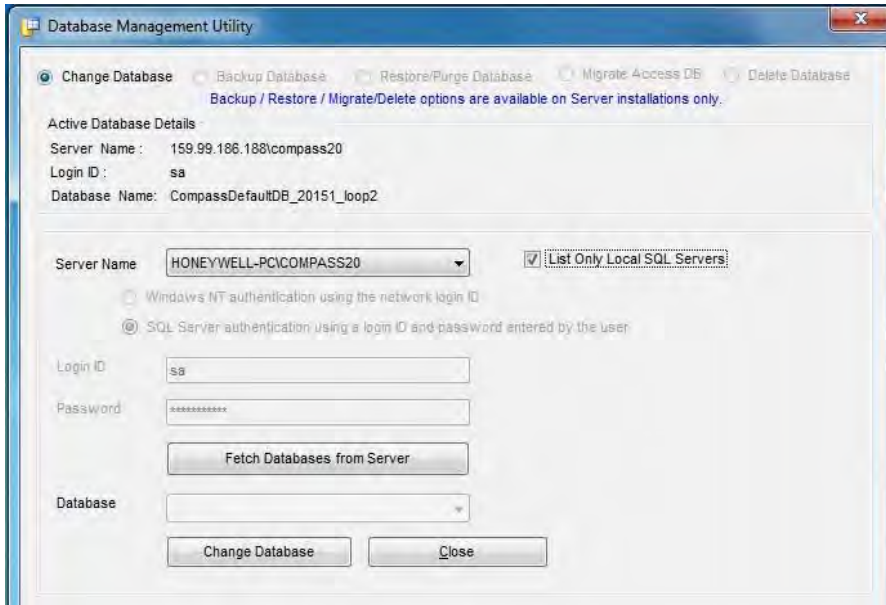 Database Management Utility
Change Database Backup Database Restore/Purge Database Migrate Access DB Delete Database
Backup / Restore / Migrate/Delete options are available on Server installations only.
Active Database Details
Server Name : 159.99.186.188\compass20
Login ID : sa
Database Name: CompassDefaultDB_20151_loop2
Server Name HONEYWELL-PC\COMPASS20 List Only Local SQL Servers
Windows NT authentication using the network login ID
SQL Server authentication using a login ID and password entered by the user
Login ID sa
Password ***********
Fetch Databases from Server
Database
Change Database Close